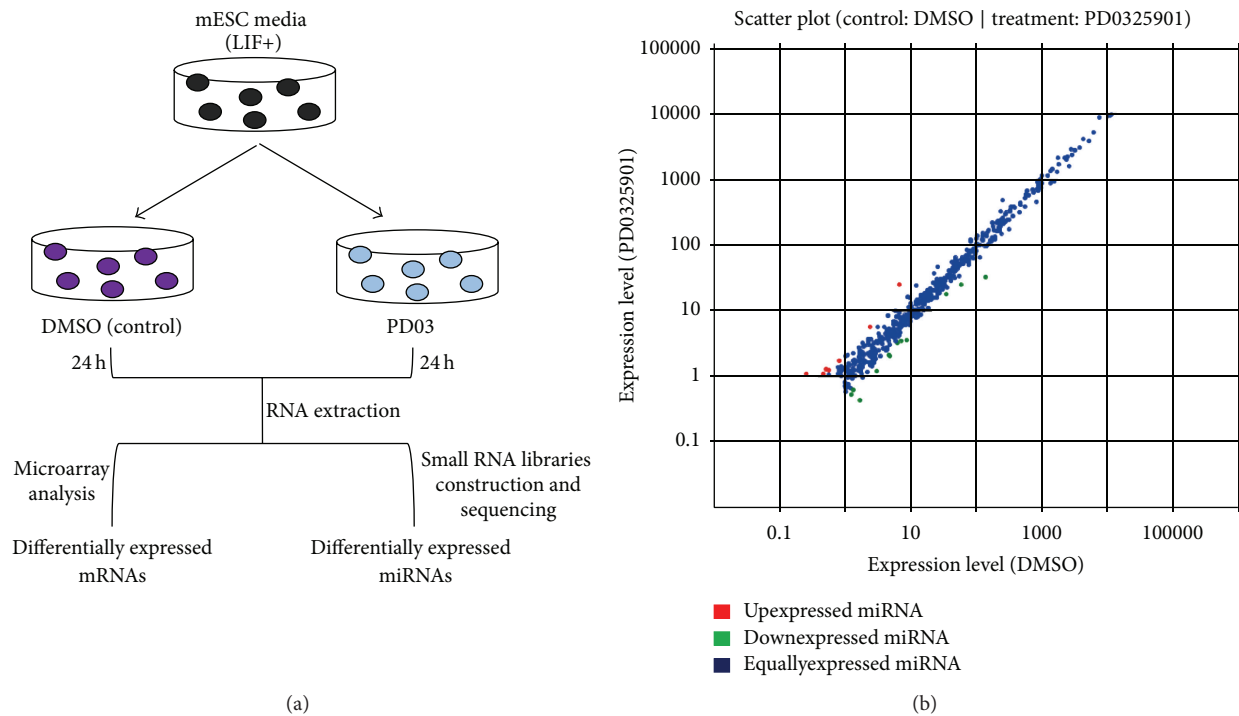 mESC media
(LIF+)
DMSO (control)
PD03
24 h
24 h
RNA extraction
Microarray
analysis
Small RNA libraries
construction and
sequencing
Differentially expressed
mRNAs
Differentially expressed
miRNAs
(a)
Scatter plot (control: DMSO | treatment: PD0325901)
Expression level (PD0325901)
100000
10000
1000
100
10
1
0.1
0.1
10
1000
100000
Expression level (DMSO)
Upexpressed miRNA
Downexpressed miRNA
Equallyexpressed miRNA
(b)